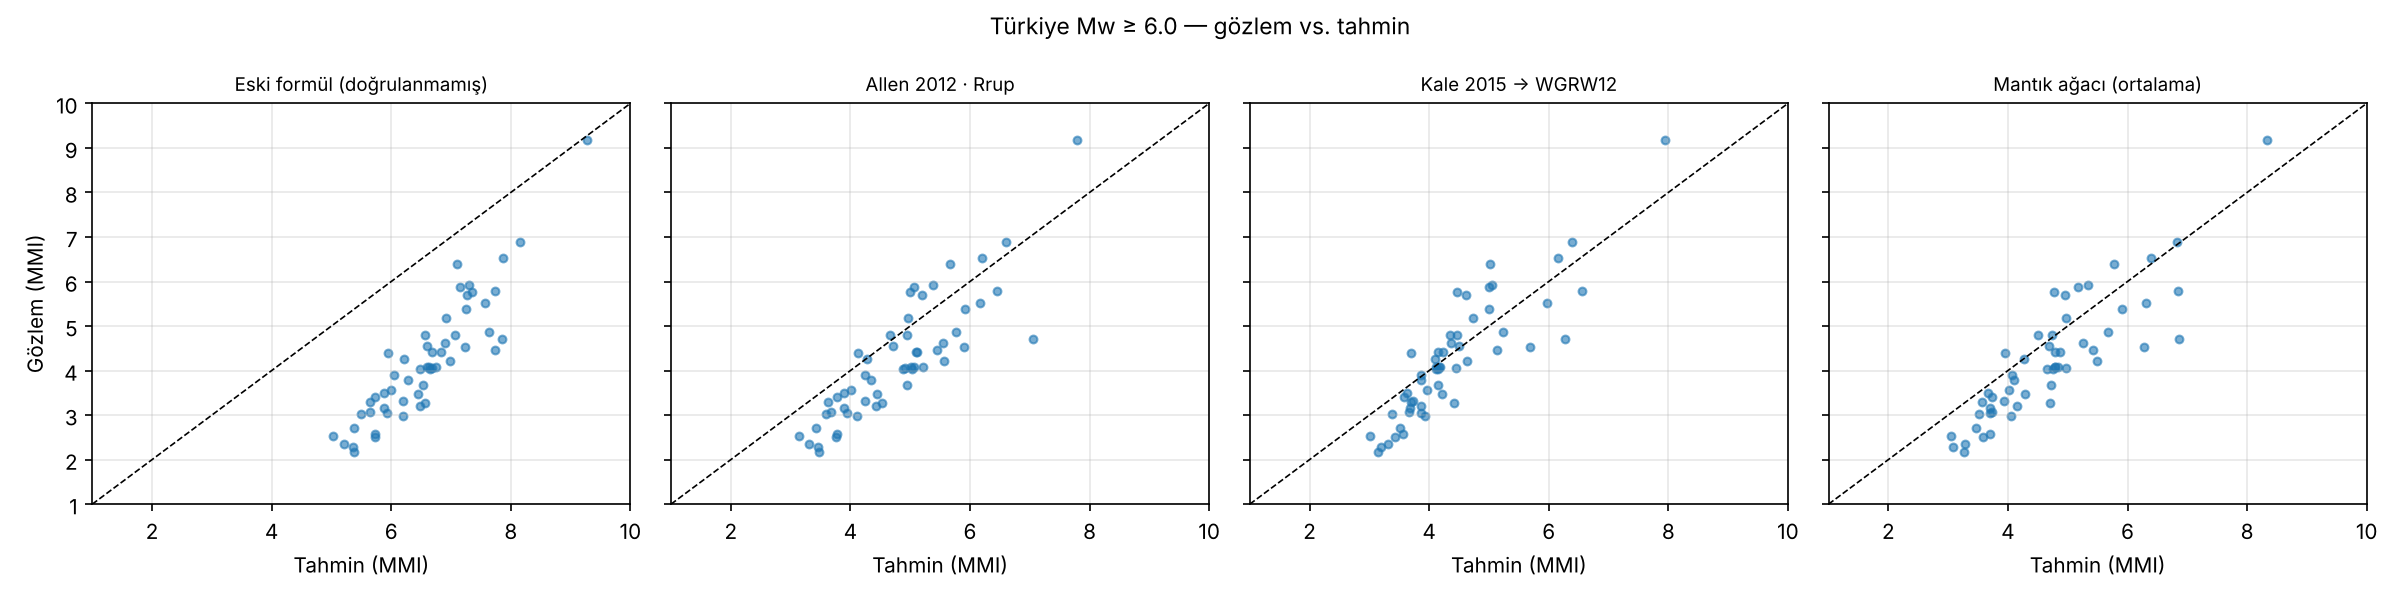 Türkiye Mw ≥ 6.0 — gözlem vs. tahmin
Eski formül (doğrulanmamış)
Allen 2012 · Rrup
Kale 2015 → WGRW12
Mantık ağacı (ortalama)
Gözlem (MMI)
10
9
8
7
6
5
4
3
2
1
2 4 6 8 10
2 4 6 8 10
2 4 6 8 10
2 4 6 8 10
Tahmin (MMI)
Tahmin (MMI)
Tahmin (MMI)
Tahmin (MMI)